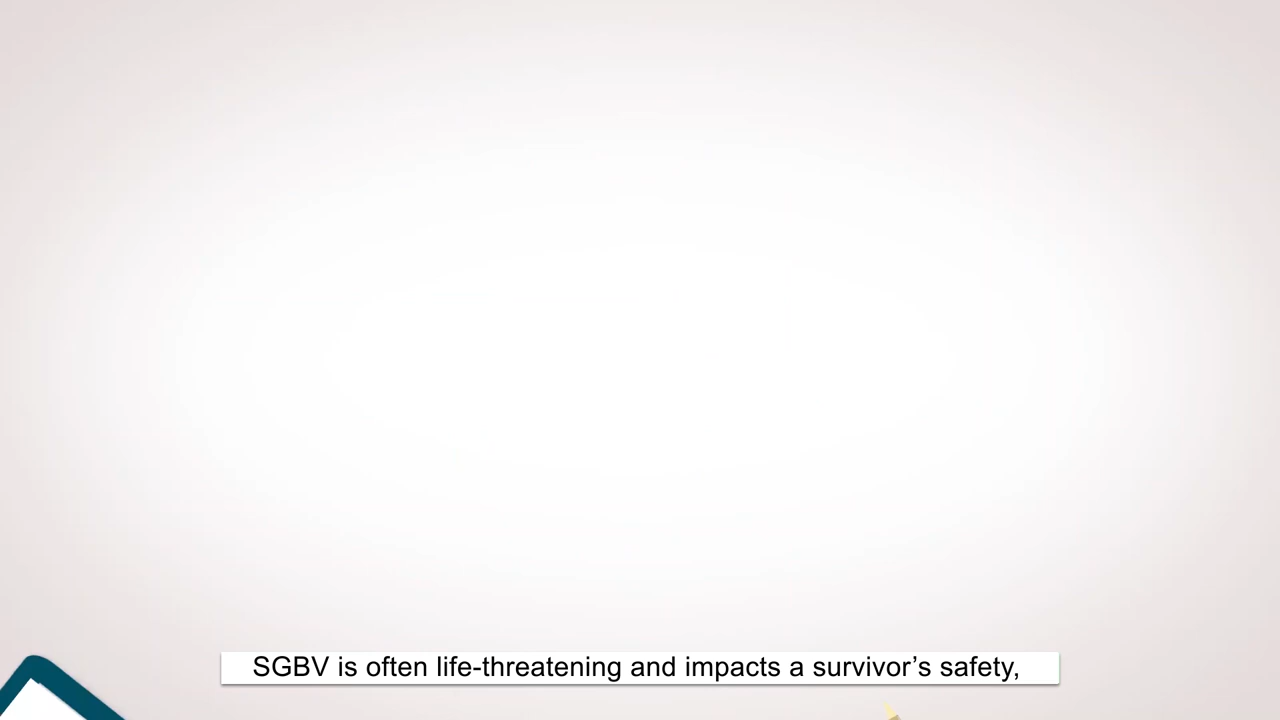 SGBV is often life-threatening and impacts a survivor’s safety,